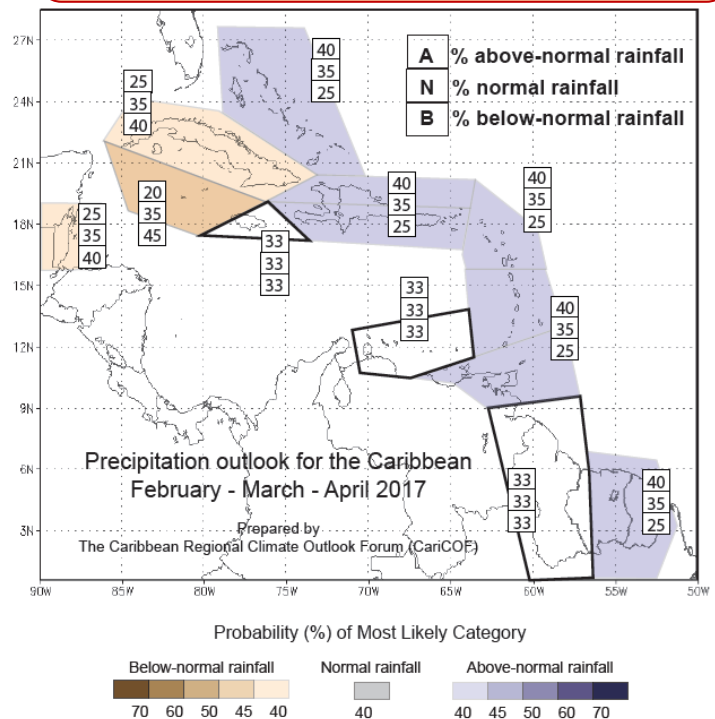 27N
24N
21N
18N
15N
12N
9N
6N
3N
A % above-normal rainfall
N % normal rainfall
B % below-normal rainfall
40
35
25
25
35
40
20
35
45
25
35
40
40
35
25
40
35
25
33
33
33
33
33
33
40
35
25
33
33
33
40
35
25
Precipitation outlook for the Caribbean
February - March - April 2017
Prepared by
The Caribbean Regional Climate Outlook Forum (CariCOF)
90W 85W 80W 75W 70W 65W 60W 55W 50W
Probability (%) of Most Likely Category
Below-normal rainfall Normal rainfall Above-normal rainfall
70 60 50 45 40 40 40 45 50 60 70